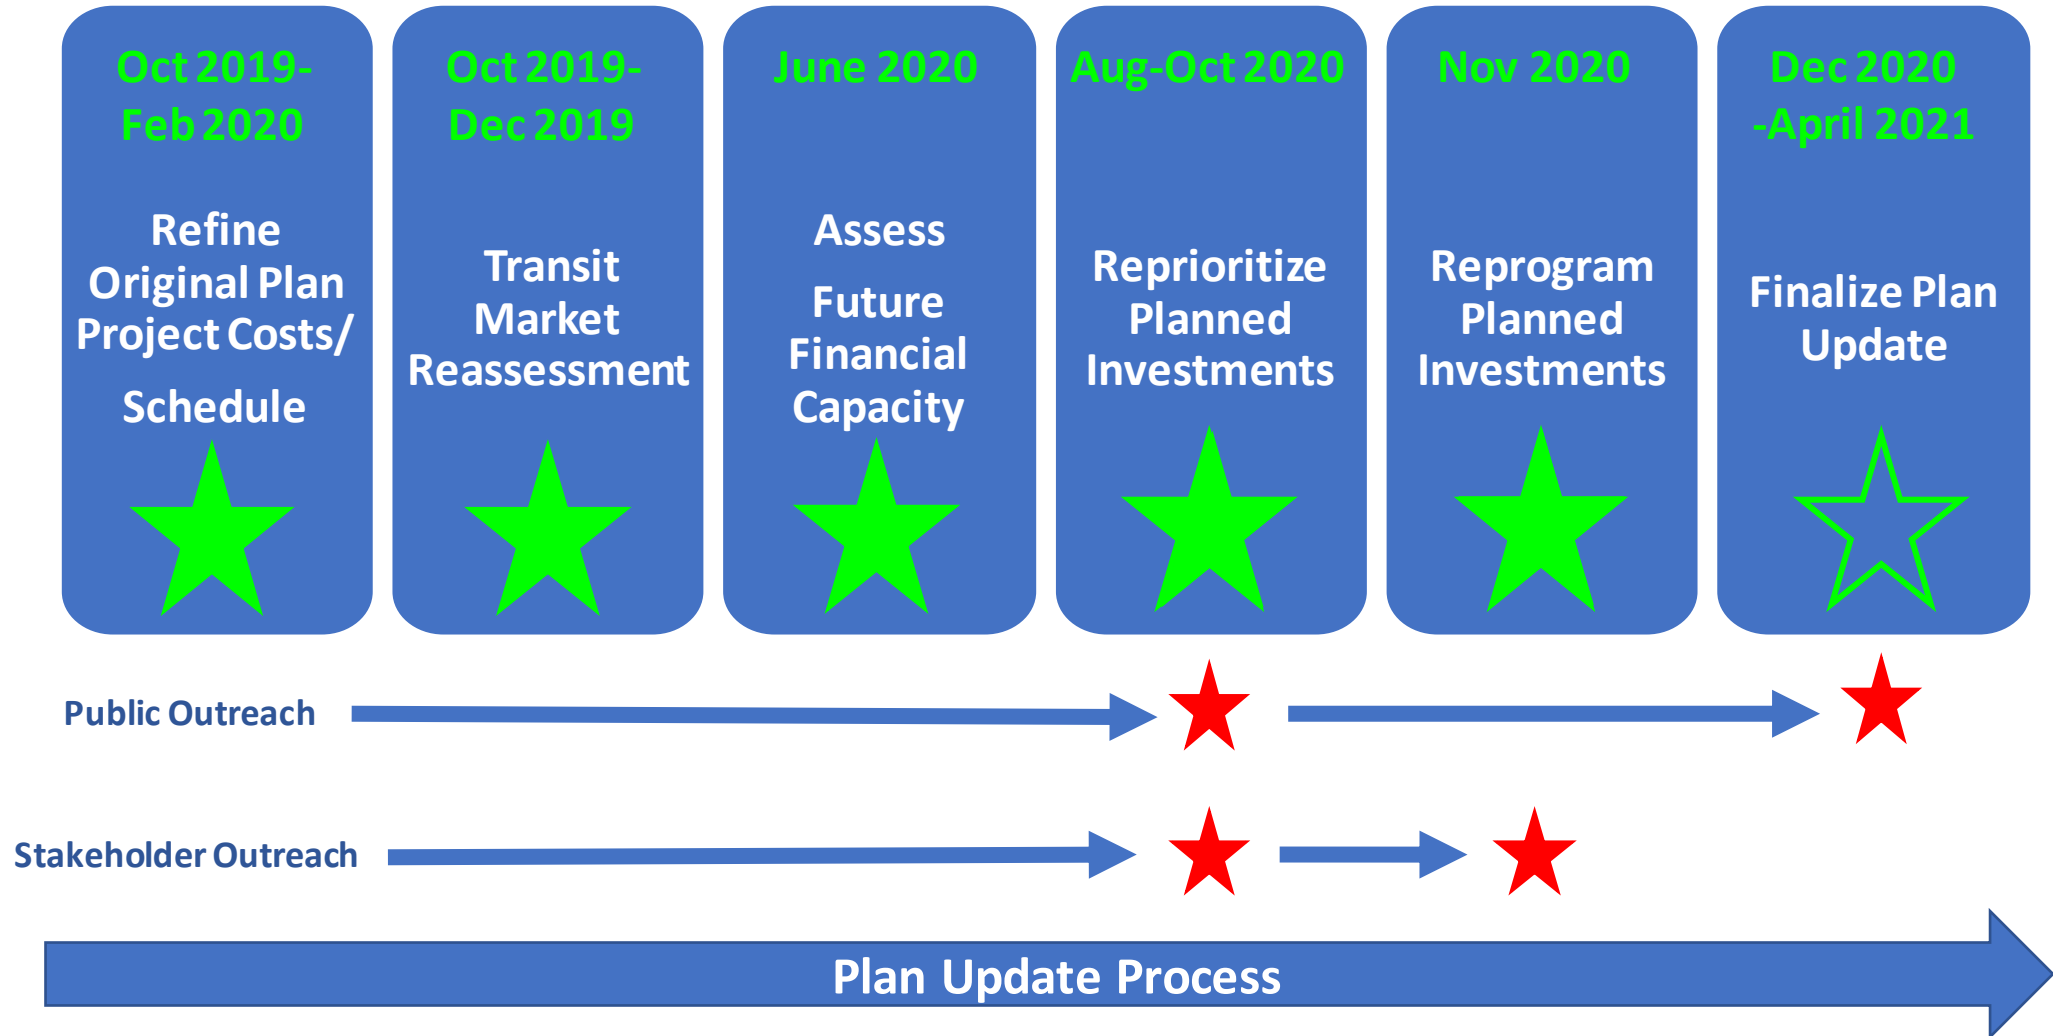 Oct 2019-
Feb 2020
Refine
Original Plan
Project Costs/
Schedule
Oct 2019-
Dec 2019
Transit
Market
Reassessment
June 2020
Assess
Future
Financial
Capacity
Aug-Oct 2020
Reprioritize
Planned
Investments
Nov 2020
Reprogram
Planned
Investments
Dec 2020
-April 2021
Finalize Plan
Update
Public Outreach
Stakeholder Outreach
Plan Update Process